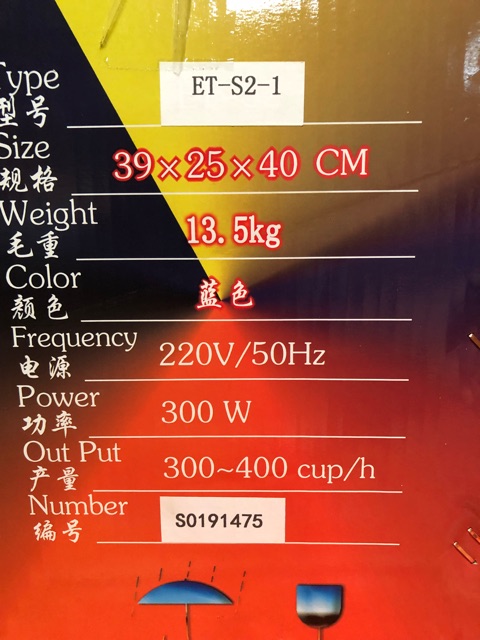 Type ET-S2-1
型号
Size 39×25×40 CM
规格
Weight 13.5kg
毛重
Color 蓝色
颜色
Frequency 220V/50Hz
电源
Power 300 W
功率
Out Put 300~400 cup/h
产量
Number S0191475
编号